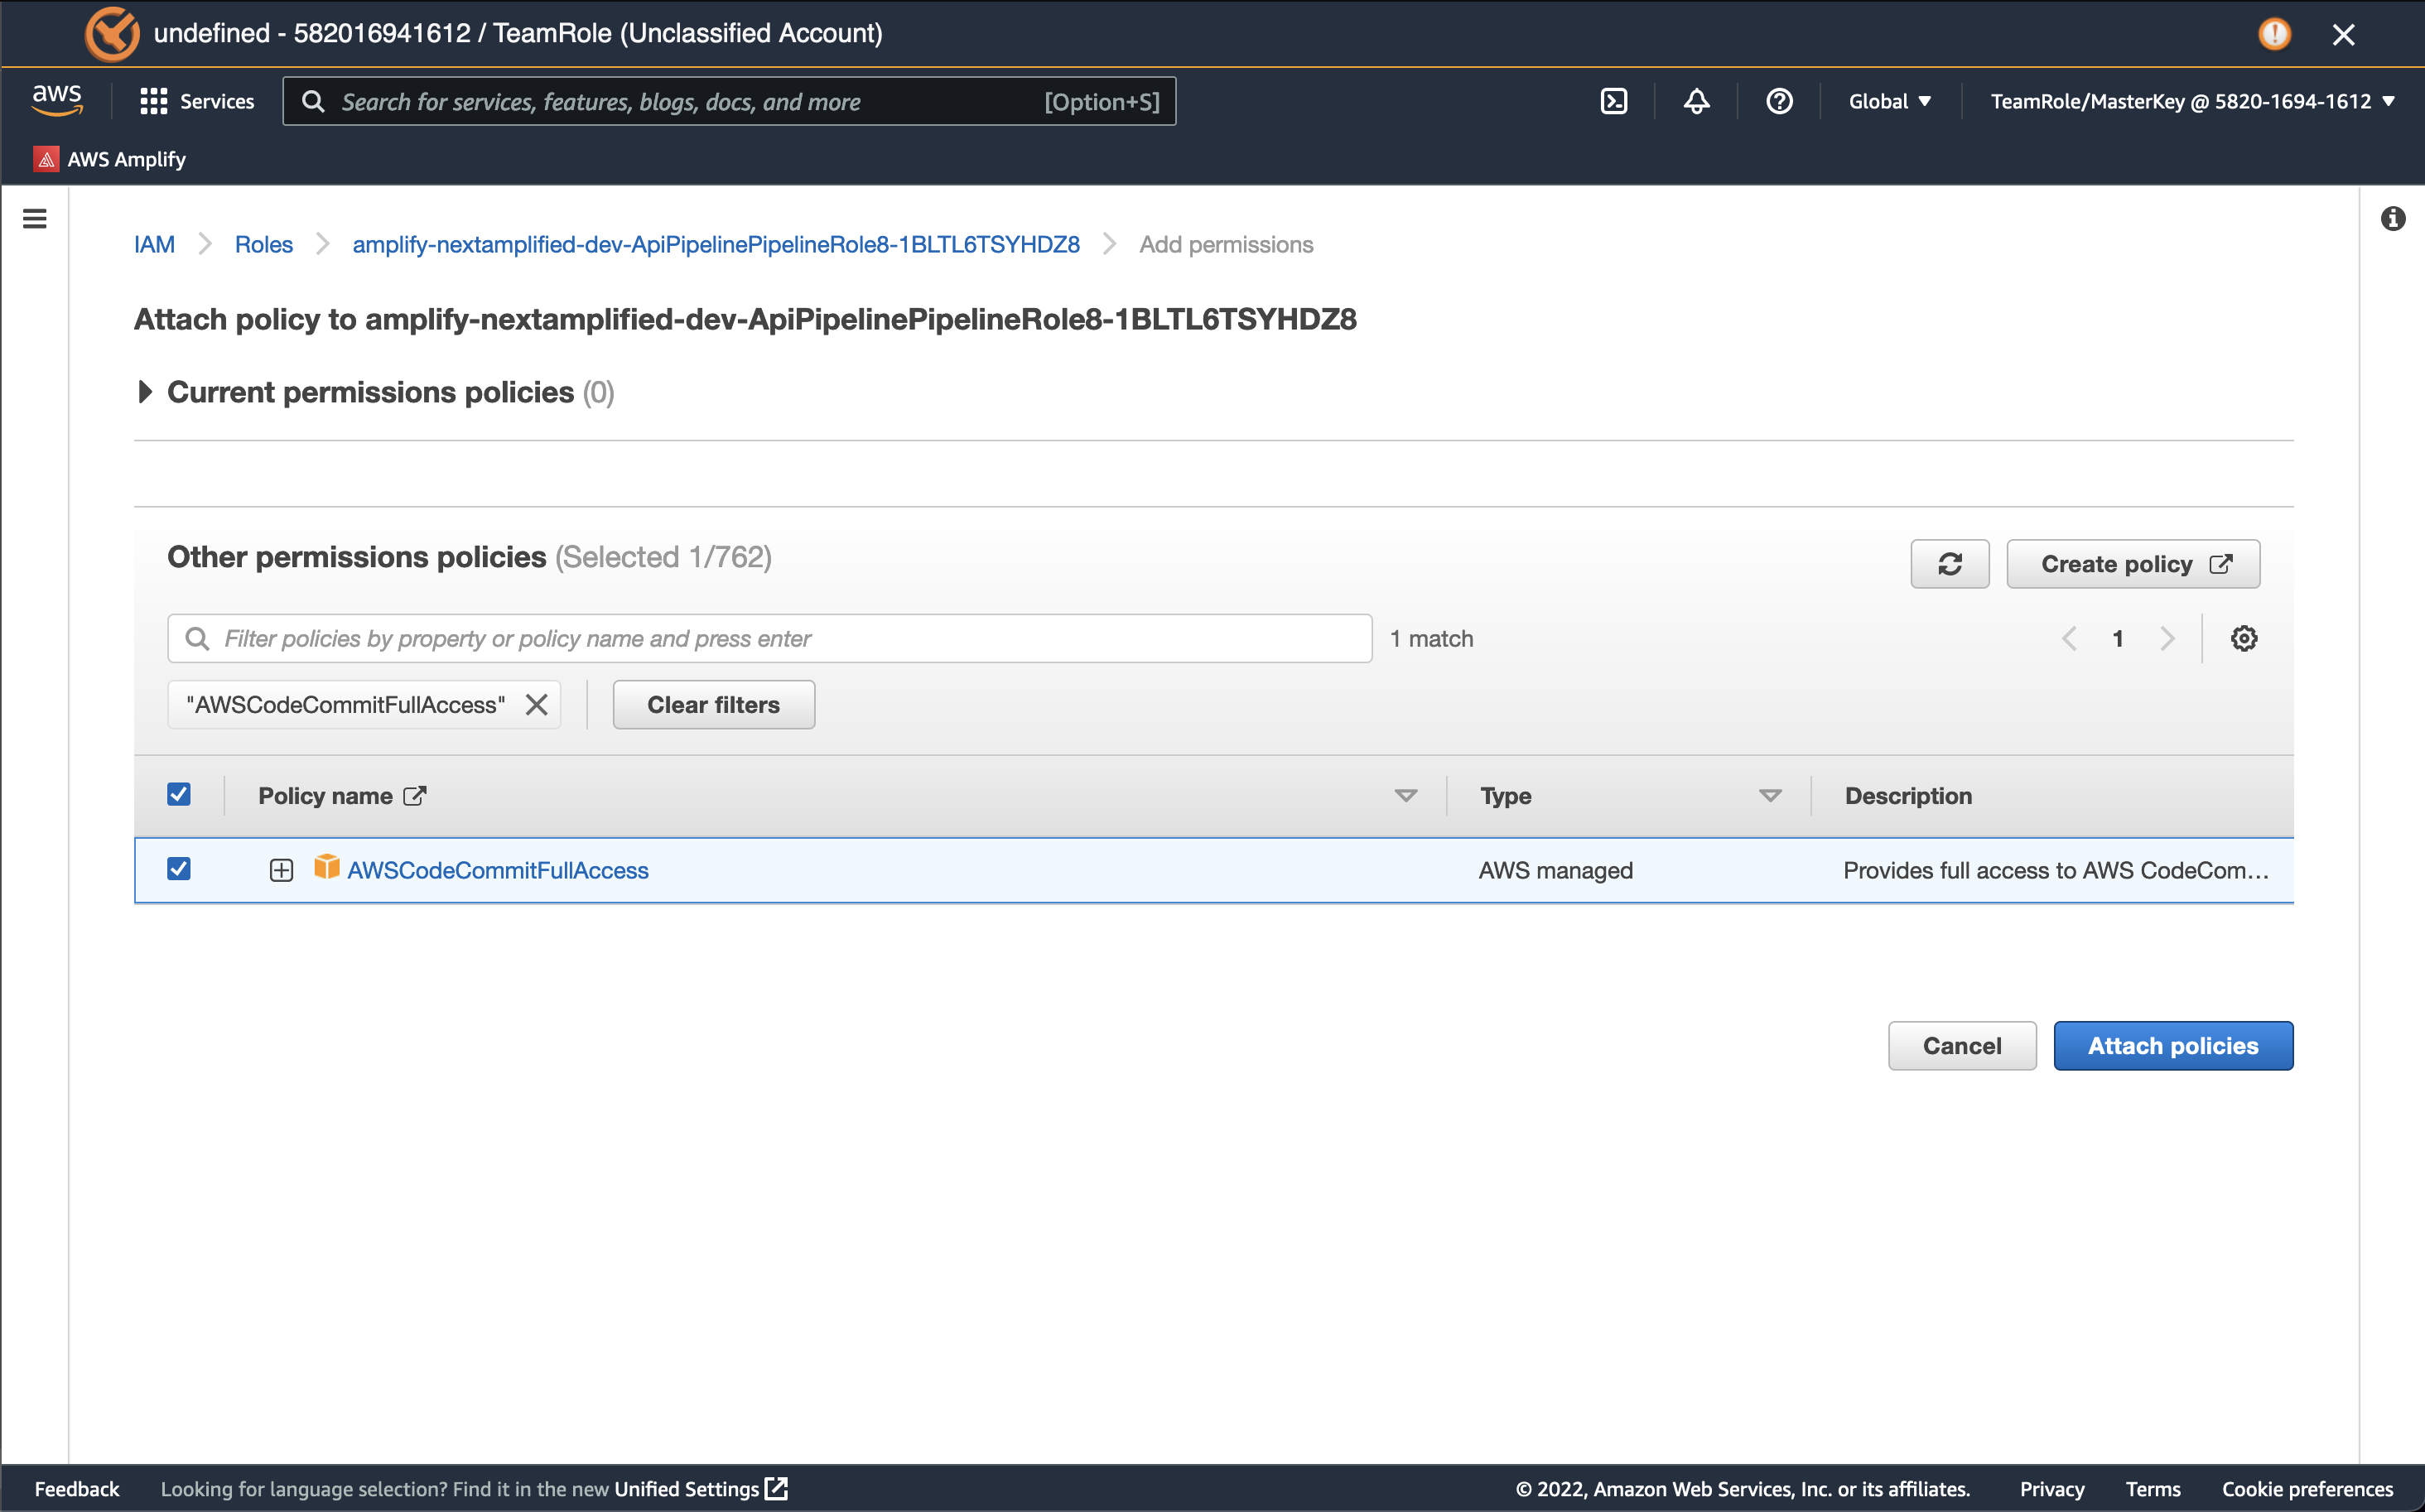 undefined - 582016941612 / TeamRole (Unclassified Account)
aws
Services
Search for services, features, blogs, docs, and more [Option+S]
Global
TeamRole/MasterKey @ 5820-1694-1612
AWS Amplify
IAM
Roles
amplify-nextamplified-dev-ApiPipelinePipelineRole8-1BLTL6TSYHDZ8
Add permissions
Attach policy to amplify-nextamplified-dev-ApiPipelinePipelineRole8-1BLTL6TSYHDZ8
Current permissions policies (0)
Other permissions policies (Selected 1/762)
Create policy
Filter policies by property or policy name and press enter
1 match
1
"AWSCodeCommitFullAccess"
Clear filters
Policy name
Type
Description
AWSCodeCommitFullAccess
AWS managed
Provides full access to AWS CodeCom...
Cancel
Attach policies
Feedback
Looking for language selection? Find it in the new Unified Settings
© 2022, Amazon Web Services, Inc. or its affiliates.
Privacy
Terms
Cookie preferences